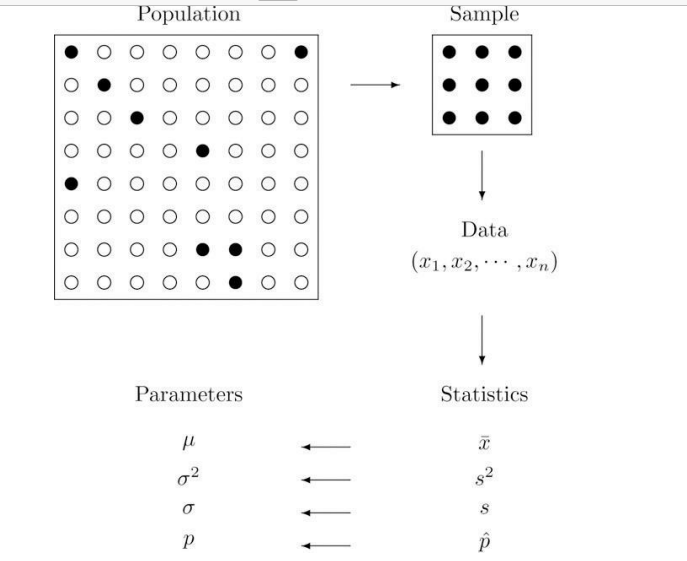 Population
Sample
Data
(x₁, x₂, ⋯ , xₙ)
Parameters
Statistics
μ
x̄
σ²
s²
σ
s
p
p̂